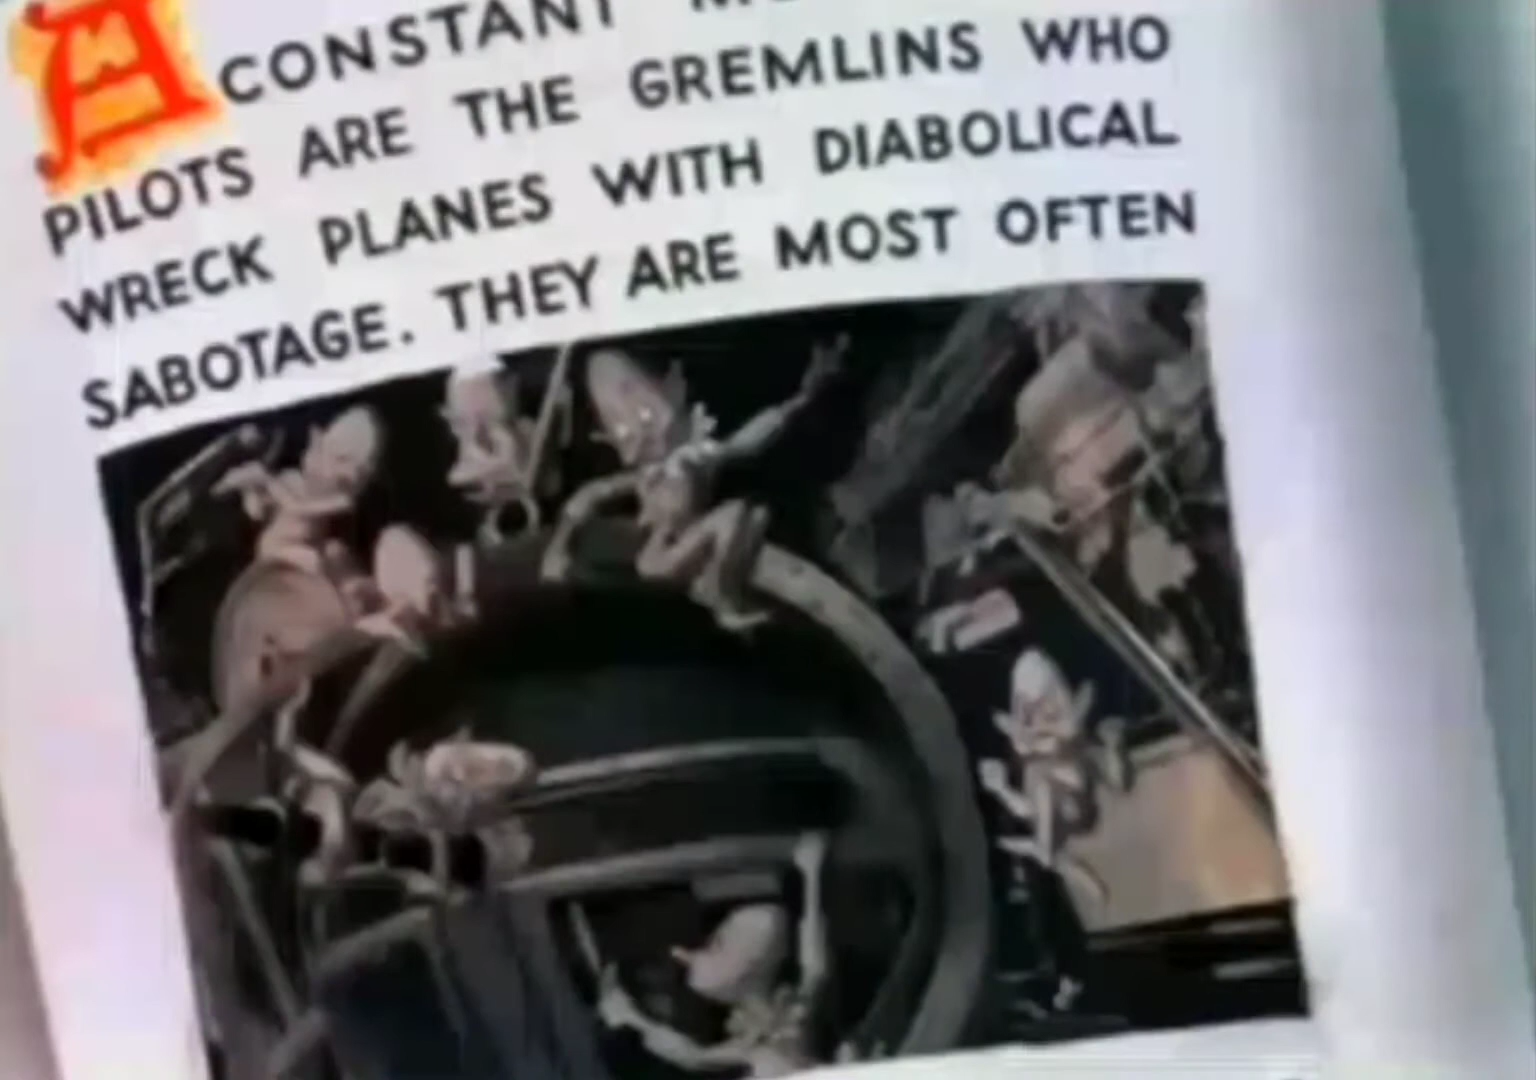 A CONSTANT
PILOTS ARE THE GREMLINS WHO
WRECK PLANES WITH DIABOLICAL
SABOTAGE. THEY ARE MOST OFTEN